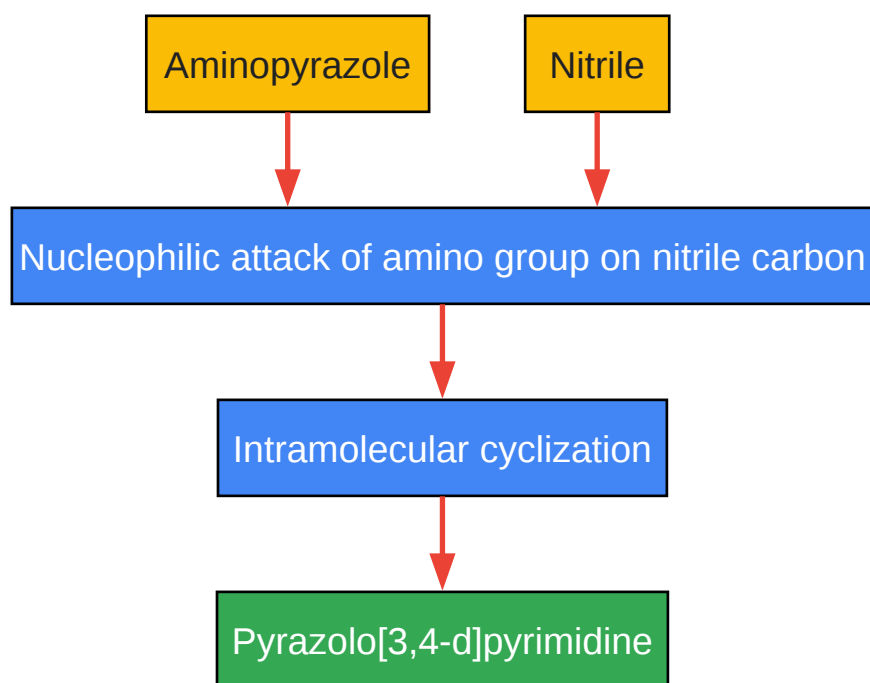 Aminopyrazole
Nitrile
Nucleophilic attack of amino group on nitrile carbon
Intramolecular cyclization
Pyrazolo[3,4-d]pyrimidine